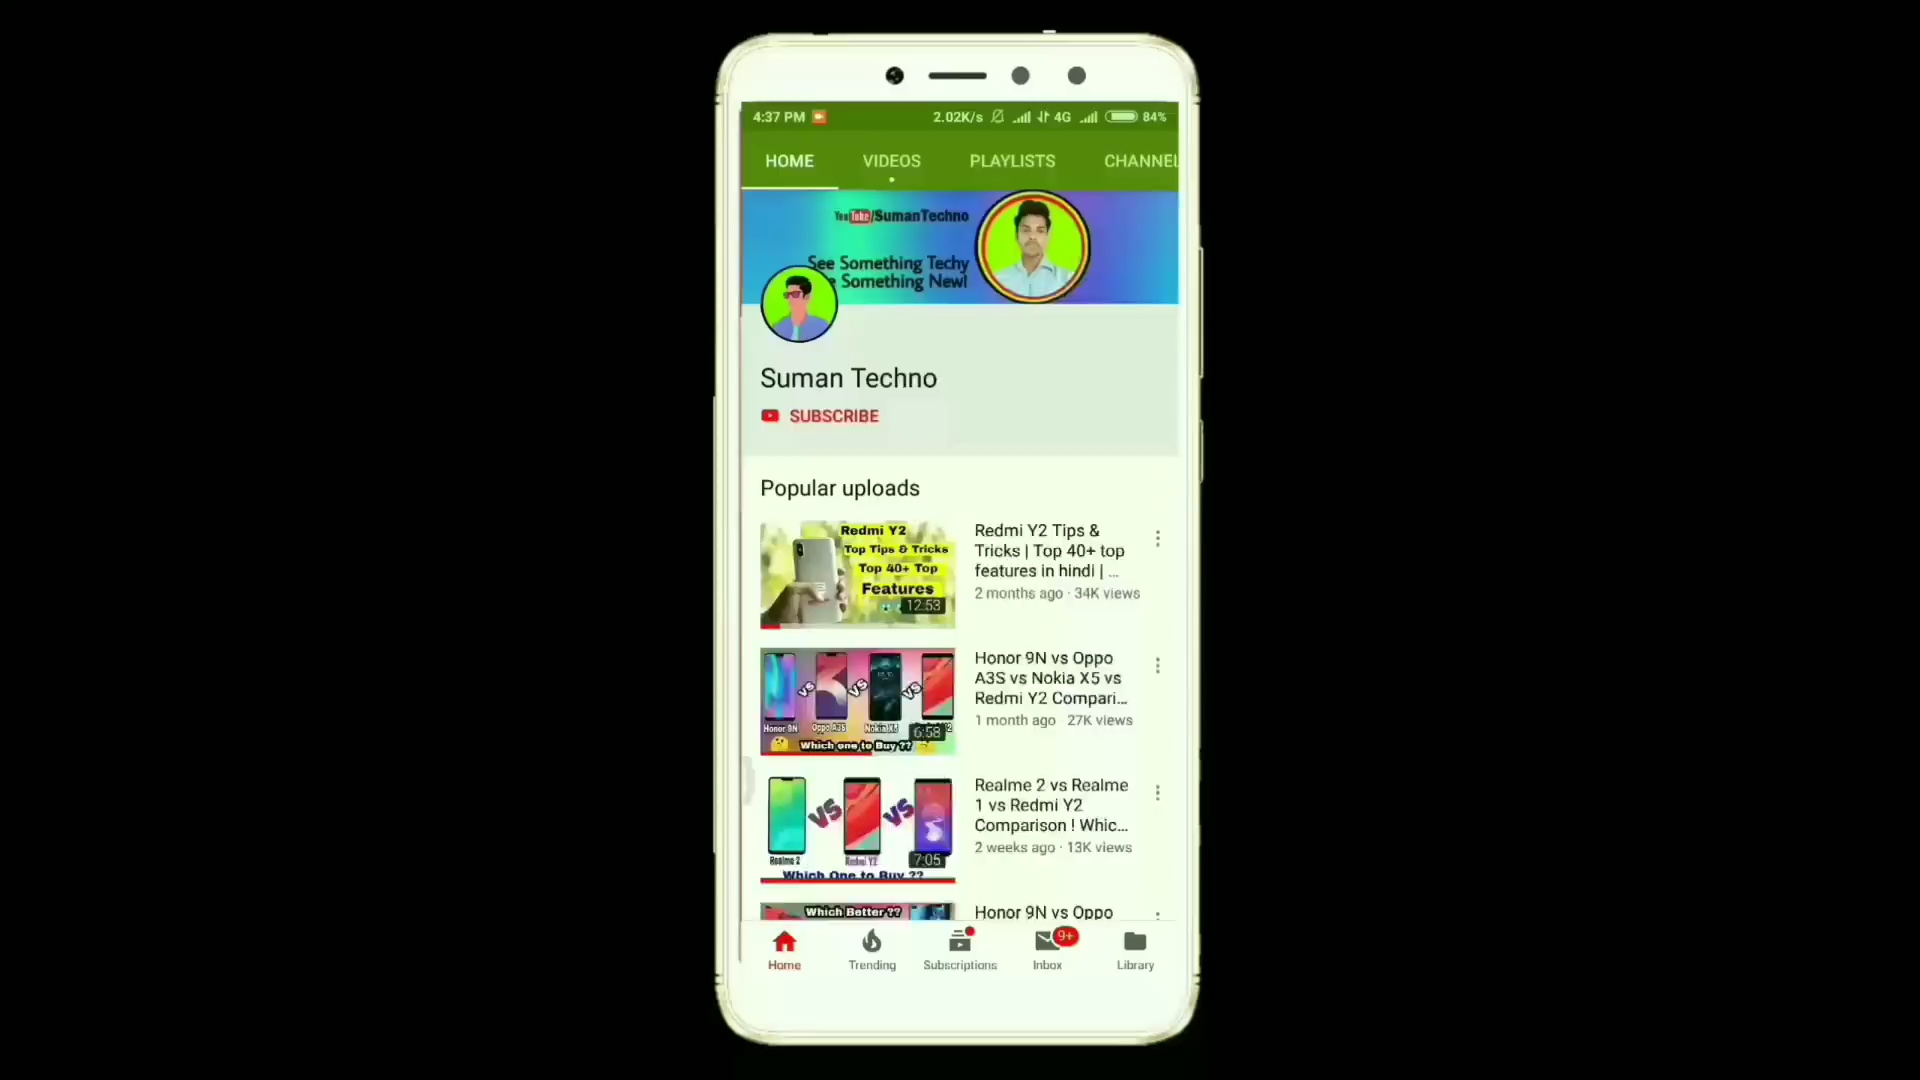 4:37 PM 2.02K/s 4G 84%
HOME VIDEOS PLAYLISTS CHANNEL
YouTube/SumanTechno
See Something Techy
Something New!
Suman Techno
SUBSCRIBE
Popular uploads
Redmi Y2
Top Tips & Tricks
Top 40+ Top
Features
12:53
Redmi Y2 Tips &
Tricks | Top 40+ top
features in hindi | ...
2 months ago · 34K views
VS VS VS
Honor 9N Oppo A3S Nokia X5
6:58
Which one to Buy ??
Honor 9N vs Oppo
A3S vs Nokia X5 vs
Redmi Y2 Compari...
1 month ago · 27K views
VS VS
Realme 2 Redmi Y2
7:05
Which One to Buy ??
Realme 2 vs Realme
1 vs Redmi Y2
Comparison ! Whic...
2 weeks ago · 13K views
Which Better ??
Honor 9N vs Oppo
9+
Home Trending Subscriptions Inbox Library